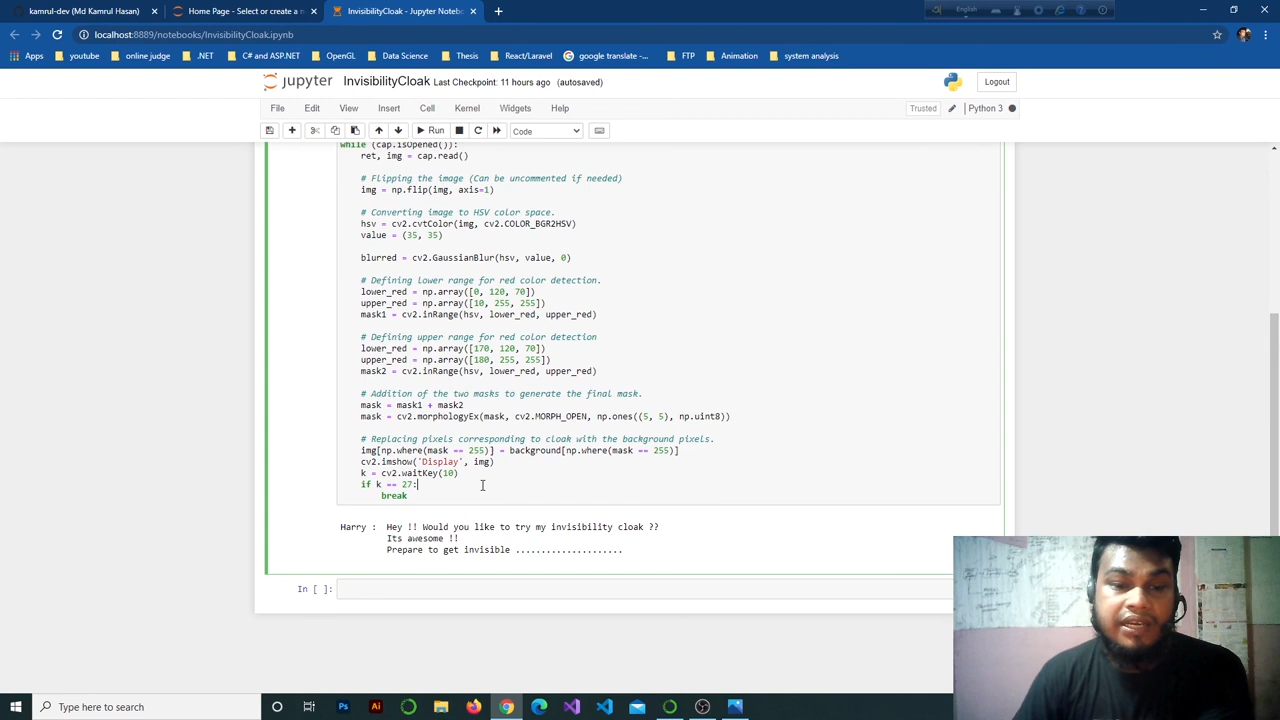 kamrul-dev (Md Kamrul Hasan)
Home Page - Select or create a n
InvisibilityCloak - Jupyter Notebo
English
localhost:8889/notebooks/InvisibilityCloak.ipynb
Apps
youtube
online judge
.NET
C# and ASP.NET
OpenGL
Data Science
Thesis
React/Laravel
google translate -...
FTP
Animation
system analysis
jupyter
InvisibilityCloak
Last Checkpoint: 11 hours ago (autosaved)
Logout
File
Edit
View
Insert
Cell
Kernel
Widgets
Help
Trusted
Python 3
Run
Code
while (cap.isOpened()):
ret, img = cap.read()
# Flipping the image (Can be uncommented if needed)
img = np.flip(img, axis=1)
# Converting image to HSV color space.
hsv = cv2.cvtColor(img, cv2.COLOR_BGR2HSV)
value = (35, 35)
blurred = cv2.GaussianBlur(hsv, value, 0)
# Defining lower range for red color detection.
lower_red = np.array([0, 120, 70])
upper_red = np.array([10, 255, 255])
mask1 = cv2.inRange(hsv, lower_red, upper_red)
# Defining upper range for red color detection
lower_red = np.array([170, 120, 70])
upper_red = np.array([180, 255, 255])
mask2 = cv2.inRange(hsv, lower_red, upper_red)
# Addition of the two masks to generate the final mask.
mask = mask1 + mask2
mask = cv2.morphologyEx(mask, cv2.MORPH_OPEN, np.ones((5, 5), np.uint8))
# Replacing pixels corresponding to cloak with the background pixels.
img[np.where(mask == 255)] = background[np.where(mask == 255)]
cv2.imshow('Display', img)
k = cv2.waitKey(10)
if k == 27:
break
Harry : Hey !! Would you like to try my invisibility cloak ??
Its awesome !!
Prepare to get invisible .....................
In [ ]:
Type here to search